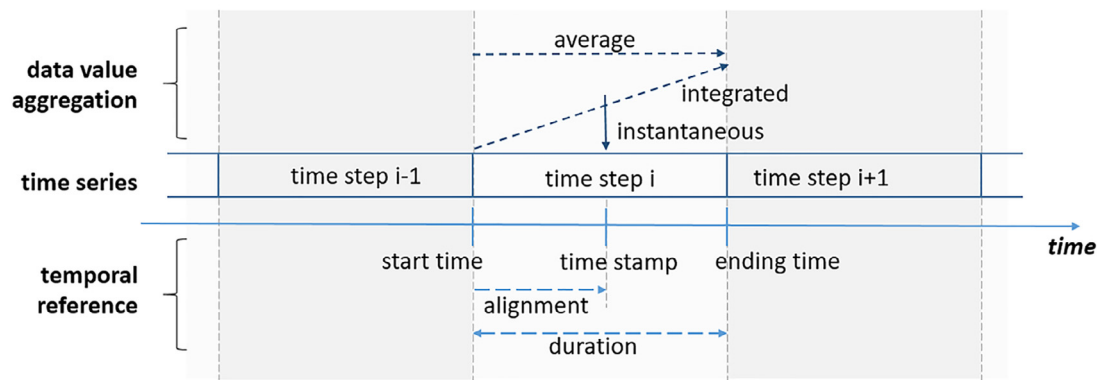 average
data value
aggregation
integrated
instantaneous
time series
time step i-1
time step i
time step i+1
time
start time
time stamp
ending time
temporal
reference
alignment
duration